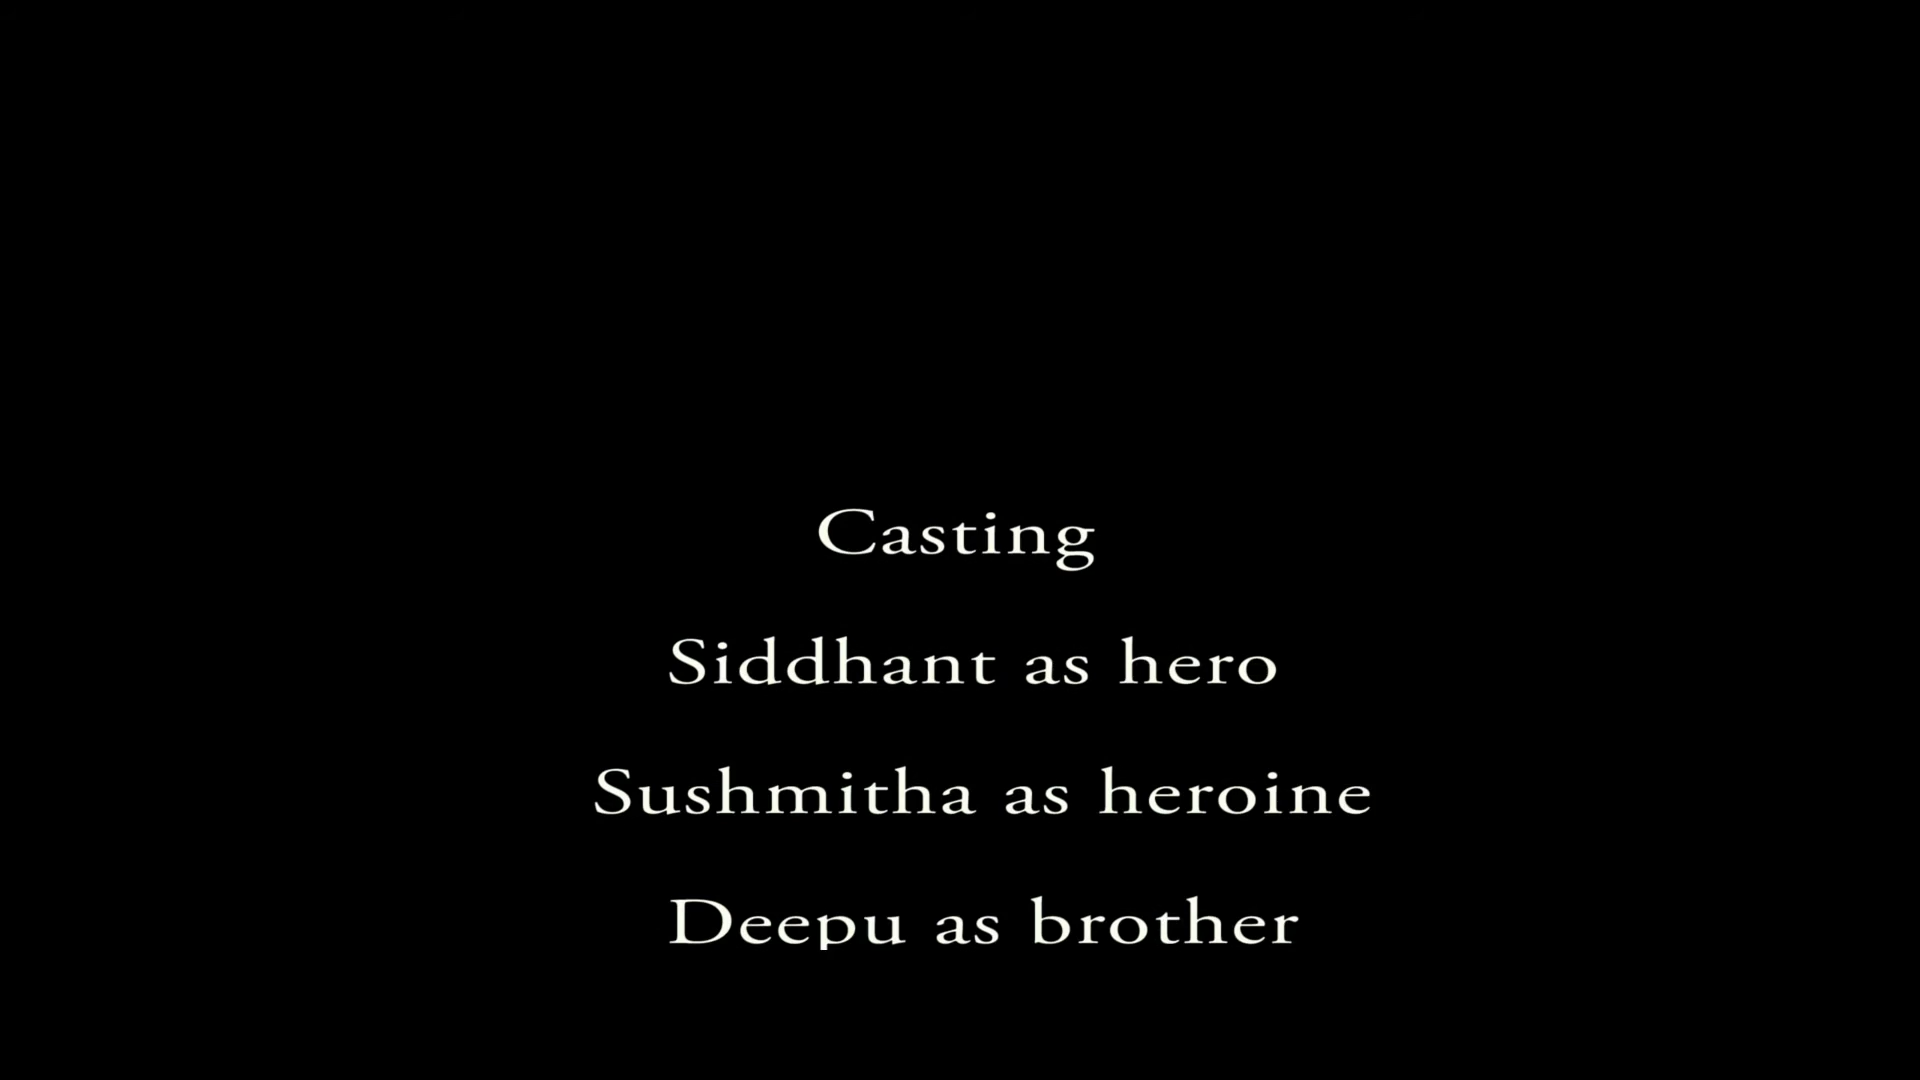 Casting
Siddhant as hero
Sushmitha as heroine
Deepu as brother